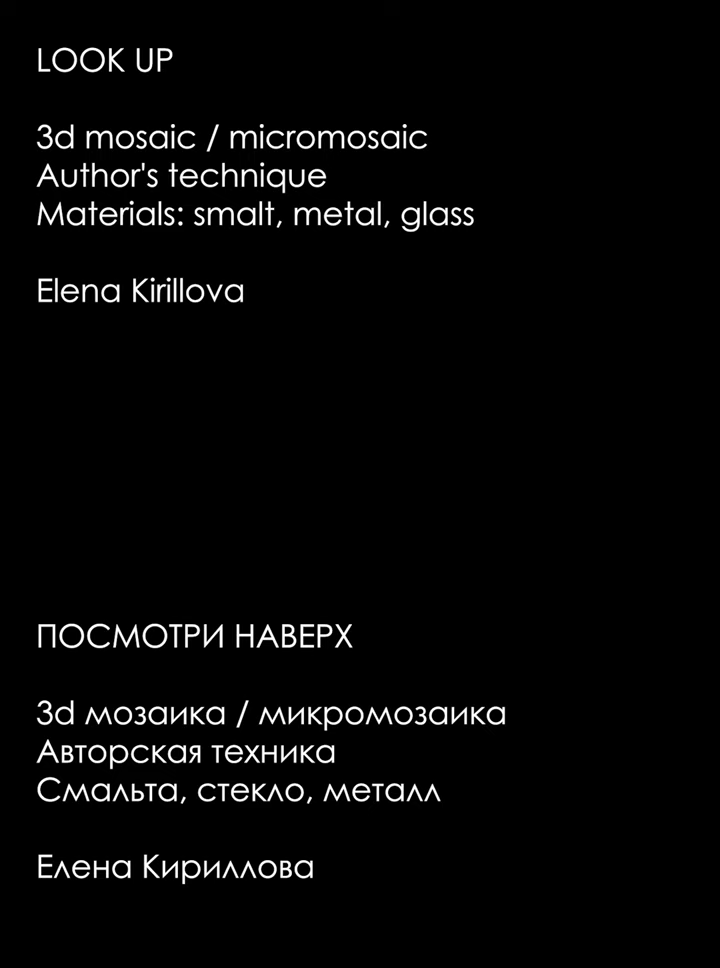 LOOK UP
3d mosaic / micromosaic
Author's technique
Materials: smalt, metal, glass
Elena Kirillova
ПОСМОТРИ НАВЕРХ
3d мозаика / микромозаика
Авторская техника
Смальта, стекло, металл
Елена Кириллова